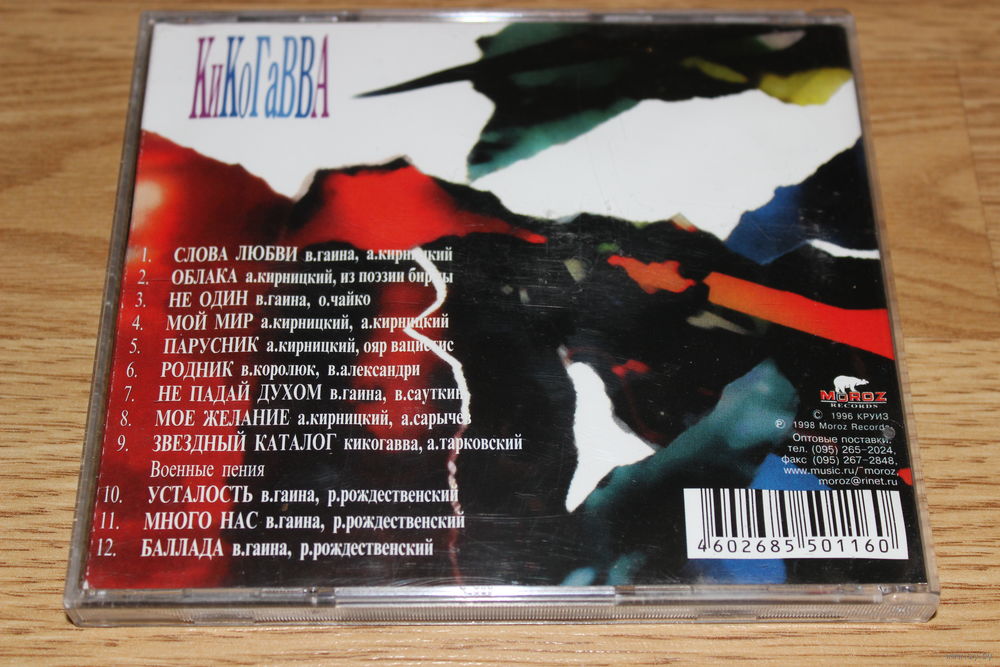 КиКоГаВВА
1. СЛОВА ЛЮБВИ в.гаина, а.кирницкий
2. ОБЛАКА а.кирницкий, из поэзии бирмы
3. НЕ ОДИН в.гаина, о.чайко
4. МОЙ МИР а.кирницкий, а.кирницкий
5. ПАРУСНИК а.кирницкий, ояр вациетис
6. РОДНИК в.королюк, в.александри
7. НЕ ПАДАЙ ДУХОМ в.гаина, в.сауткин
8. МОЕ ЖЕЛАНИЕ а.кирницкий, а.сарычев
9. ЗВЕЗДНЫЙ КАТАЛОГ кикогавва, а.тарковский
Военные пения
10. УСТАЛОСТЬ в.гаина, р.рождественский
11. МНОГО НАС в.гаина, р.рождественский
12. БАЛЛАДА в.гаина, р.рождественский
MOROZ
RECORDS
© 1996 КРУИЗ
℗ 1998 Moroz Records
Оптовые поставки:
тел. (095) 265-2024,
факс (095) 267-2848,
www.music.ru/~moroz,
moroz@rinet.ru
4602685 501160